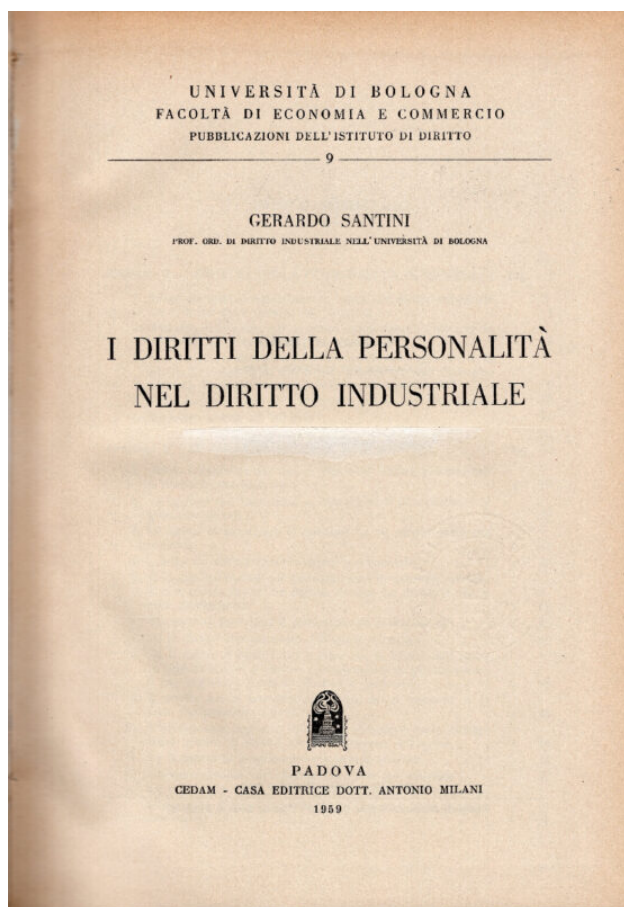 UNIVERSITÀ DI BOLOGNA
FACOLTÀ DI ECONOMIA E COMMERCIO
PUBBLICAZIONI DELL'ISTITUTO DI DIRITTO
9
GERARDO SANTINI
PROF. ORD. DI DIRITTO INDUSTRIALE NELL'UNIVERSITÀ DI BOLOGNA
I DIRITTI DELLA PERSONALITÀ
NEL DIRITTO INDUSTRIALE
PADOVA
CEDAM - CASA EDITRICE DOTT. ANTONIO MILANI
1959